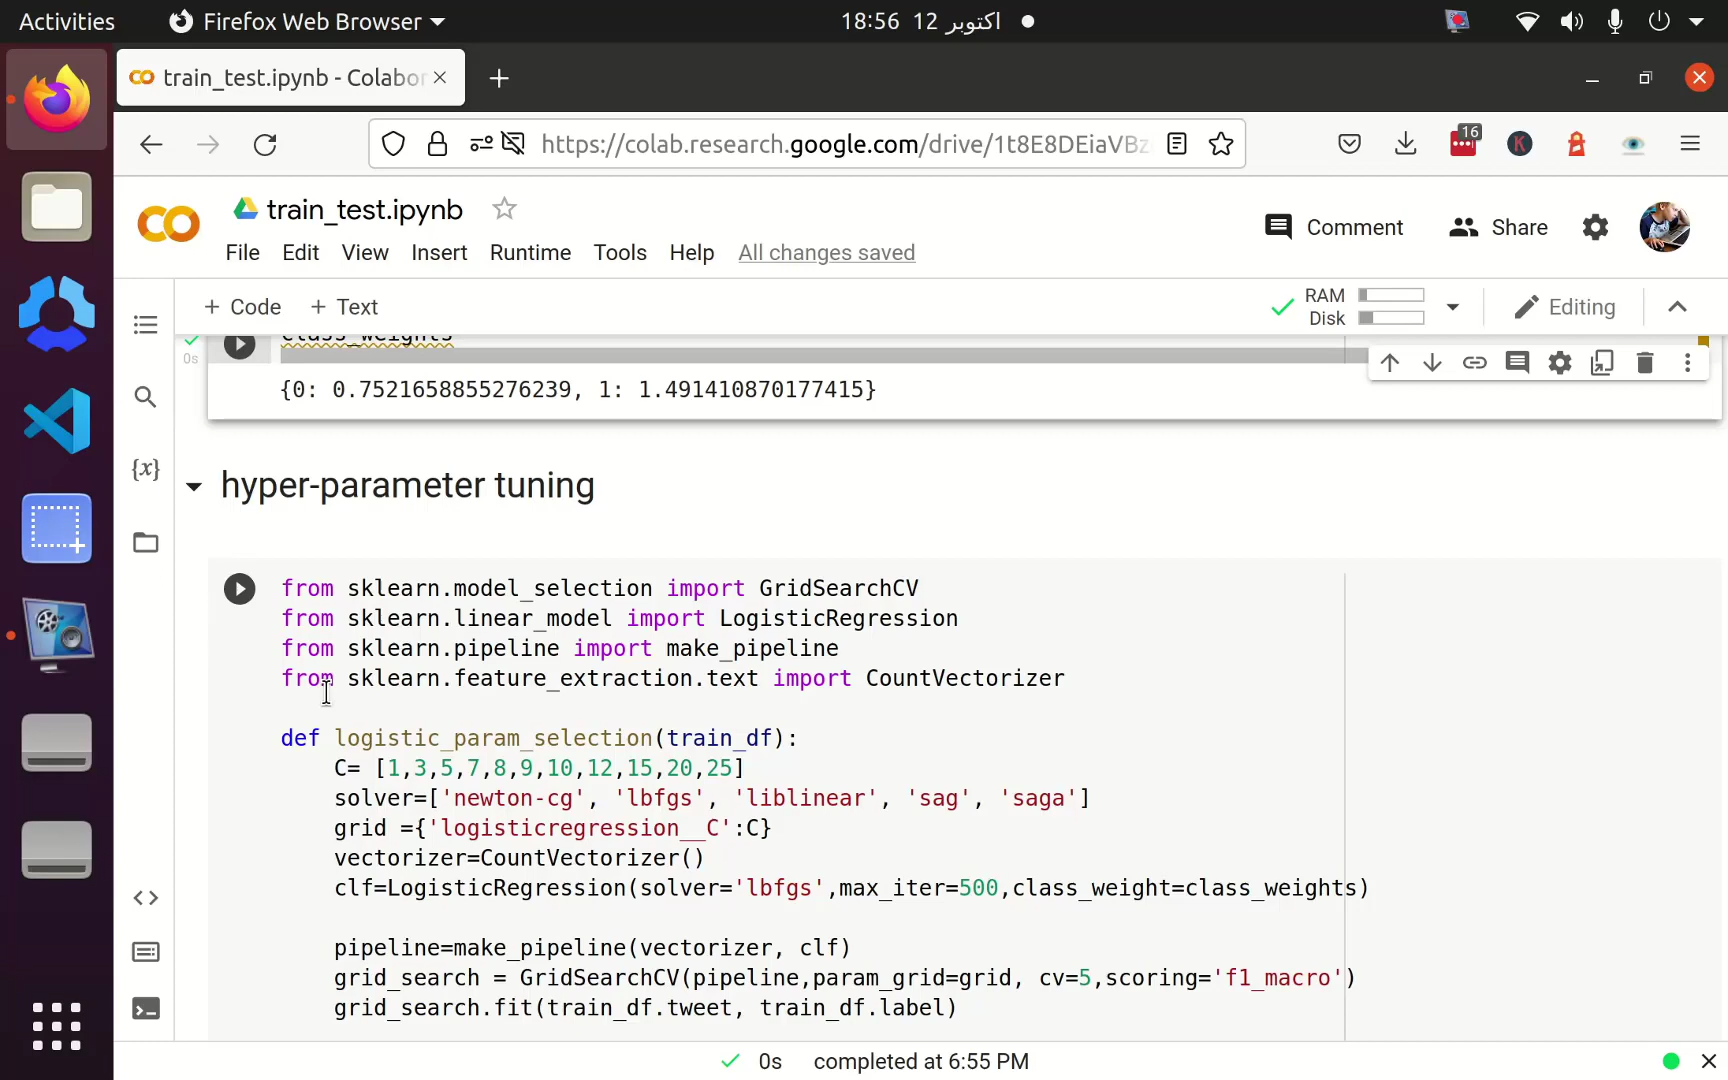 Activities
Firefox Web Browser
18:56 12 اکتوبر
train_test.ipynb - Colabor
https://colab.research.google.com/drive/1t8E8DEiaVBz
16
train_test.ipynb
Comment
Share
File Edit View Insert Runtime Tools Help All changes saved
+ Code + Text
RAM
Disk
Editing
class_weights
0s
{0: 0.7521658855276239, 1: 1.491410870177415}
hyper-parameter tuning
from sklearn.model_selection import GridSearchCV
from sklearn.linear_model import LogisticRegression
from sklearn.pipeline import make_pipeline
from sklearn.feature_extraction.text import CountVectorizer
def logistic_param_selection(train_df):
C= [1,3,5,7,8,9,10,12,15,20,25]
solver=['newton-cg', 'lbfgs', 'liblinear', 'sag', 'saga']
grid ={'logisticregression__C':C}
vectorizer=CountVectorizer()
clf=LogisticRegression(solver='lbfgs',max_iter=500,class_weight=class_weights)
pipeline=make_pipeline(vectorizer, clf)
grid_search = GridSearchCV(pipeline,param_grid=grid, cv=5,scoring='f1_macro')
grid_search.fit(train_df.tweet, train_df.label)
0s completed at 6:55 PM